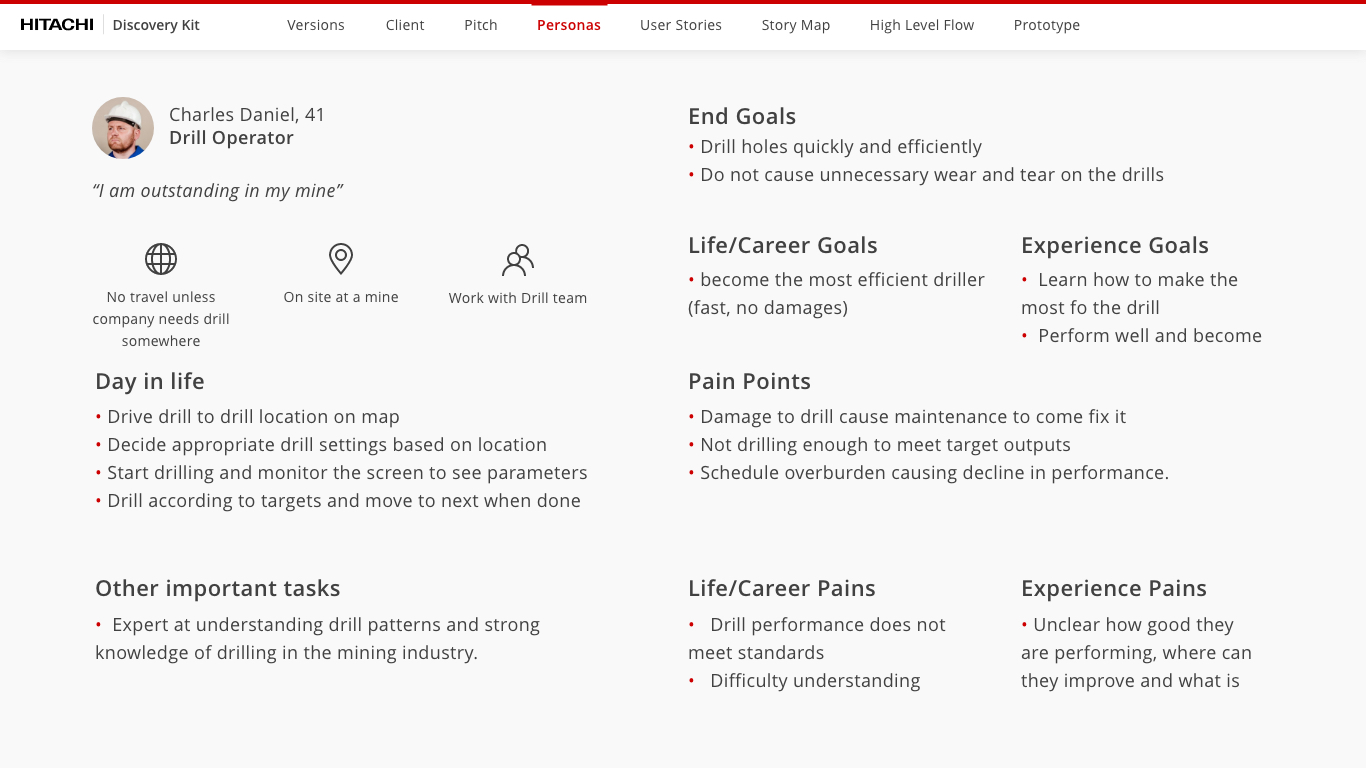 HITACHI Discovery Kit Versions Client Pitch Personas User Stories Story Map High Level Flow Prototype
Charles Daniel, 41
Drill Operator
“I am outstanding in my mine”
No travel unless
company needs drill
somewhere
On site at a mine
Work with Drill team
Day in life
• Drive drill to drill location on map
• Decide appropriate drill settings based on location
• Start drilling and monitor the screen to see parameters
• Drill according to targets and move to next when done
Other important tasks
• Expert at understanding drill patterns and strong
knowledge of drilling in the mining industry.
End Goals
• Drill holes quickly and efficiently
• Do not cause unnecessary wear and tear on the drills
Life/Career Goals
• become the most efficient driller
(fast, no damages)
Experience Goals
• Learn how to make the
most fo the drill
• Perform well and become
Pain Points
• Damage to drill cause maintenance to come fix it
• Not drilling enough to meet target outputs
• Schedule overburden causing decline in performance.
Life/Career Pains
• Drill performance does not
meet standards
• Difficulty understanding
Experience Pains
• Unclear how good they
are performing, where can
they improve and what is